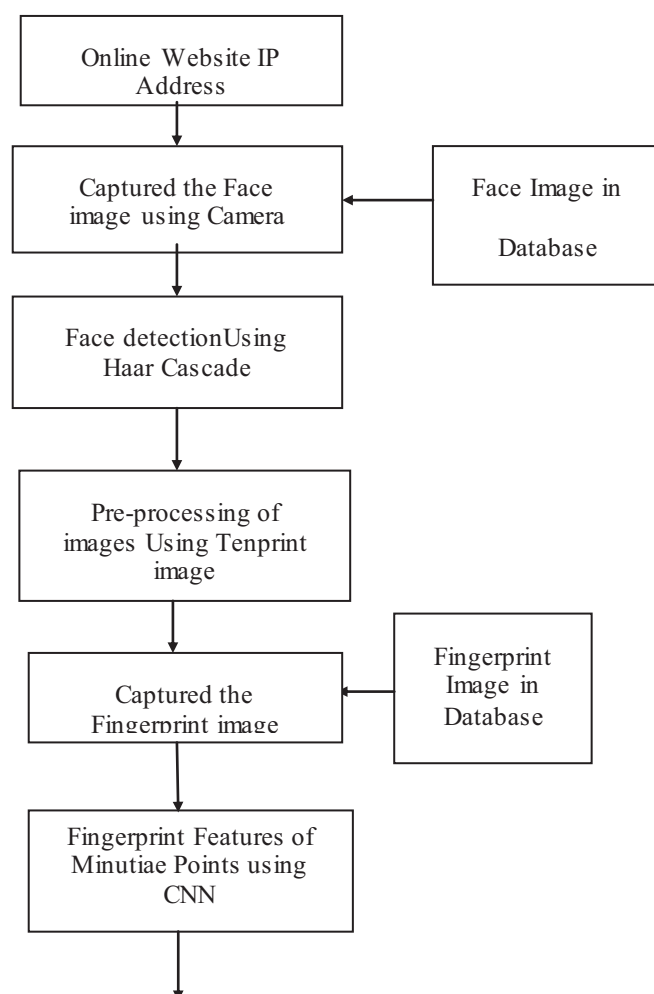 Online Website IP
Address
Captured the Face
image using Camera
Face Image in
Database
Face detectionUsing
Haar Cascade
Pre-processing of
images Using Tenprint
image
Captured the
Fingerprint image
Fingerprint
Image in
Database
Fingerprint Features of
Minutiae Points using
CNN